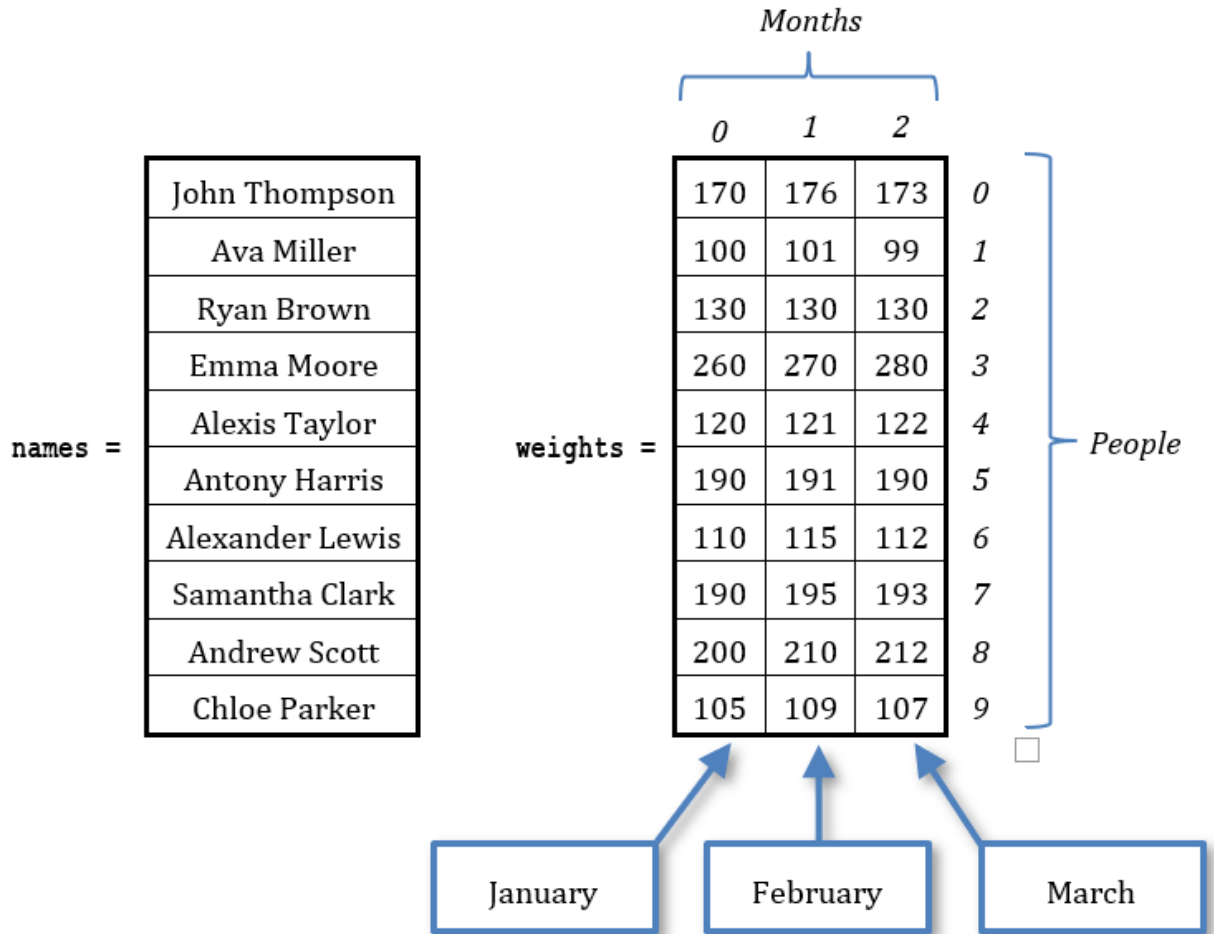 Months
0 1 2
John Thompson 170 176 173 0
Ava Miller 100 101 99 1
Ryan Brown 130 130 130 2
Emma Moore 260 270 280 3
Alexis Taylor 120 121 122 4
names = weights = People
Antony Harris 190 191 190 5
Alexander Lewis 110 115 112 6
Samantha Clark 190 195 193 7
Andrew Scott 200 210 212 8
Chloe Parker 105 109 107 9
January February March